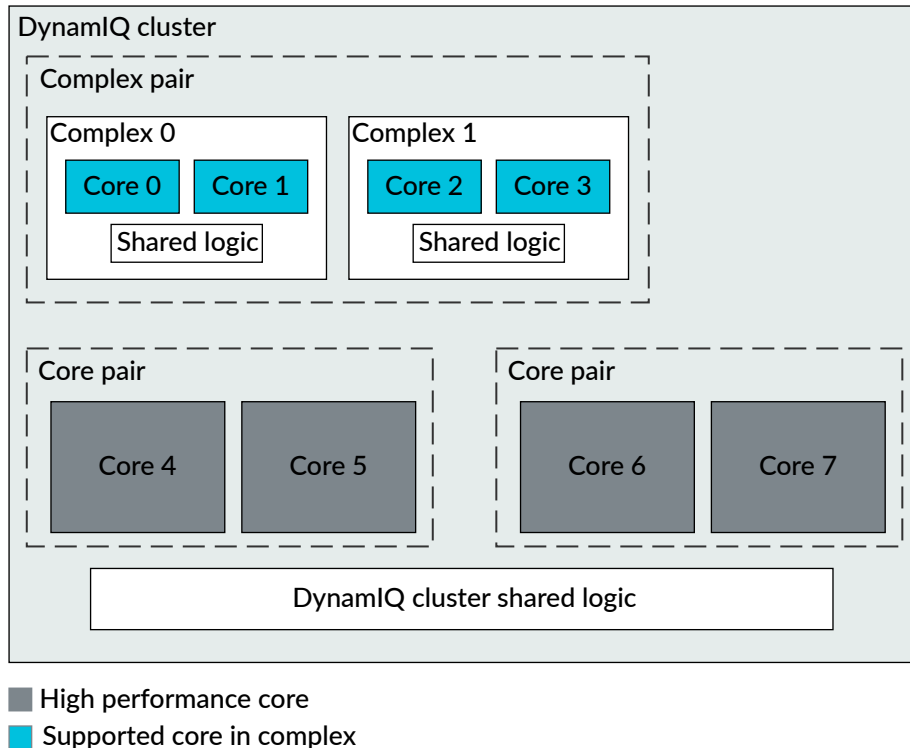 DynamIQ cluster
Complex pair
Complex 0
Core 0
Core 1
Shared logic
Complex 1
Core 2
Core 3
Shared logic
Core pair
Core 4
Core 5
Core pair
Core 6
Core 7
DynamIQ cluster shared logic
High performance core
Supported core in complex